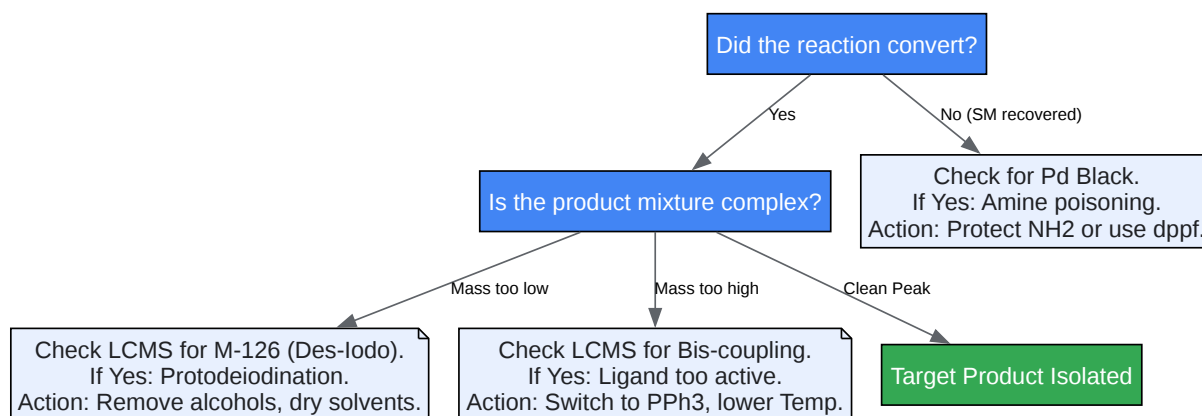 Did the reaction convert?
Yes
No (SM recovered)
Is the product mixture complex?
Check for Pd Black.
If Yes: Amine poisoning.
Action: Protect NH2 or use dppf.
Mass too low
Mass too high
Clean Peak
Check LCMS for M-126 (Des-Iodo).
If Yes: Protodeiodination.
Action: Remove alcohols, dry solvents.
Check LCMS for Bis-coupling.
If Yes: Ligand too active.
Action: Switch to PPh3, lower Temp.
Target Product Isolated